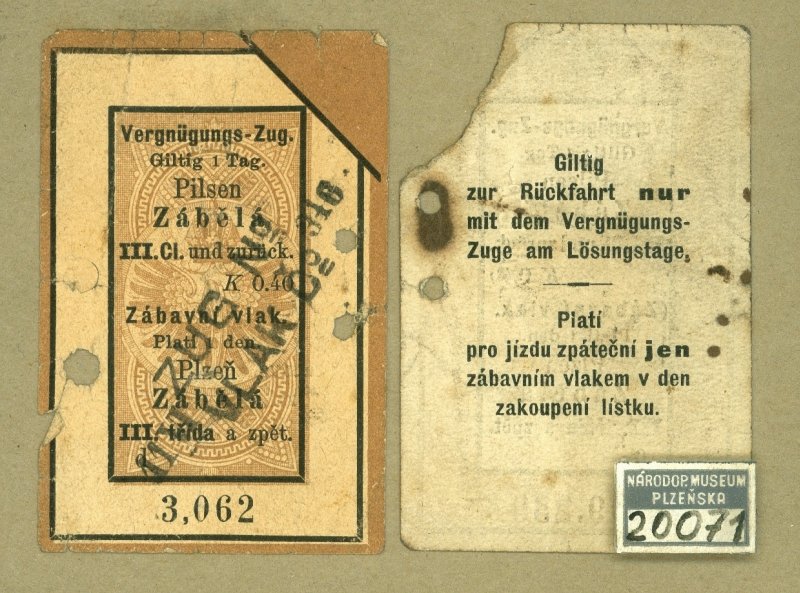 Vergnügungs-Zug.
Giltig 1 Tag.
Pilsen
Zábělá
III. Cl. und zurück.
K 0.40
Zábavní vlak.
Platí 1 den.
Plzeň
Zábělá
III. třída a zpět.
3,062
Giltig
zur Rückfahrt nur
mit dem Vergnügungs-
Zuge am Lösungstage.
Platí
pro jízdu zpáteční jen
zábavním vlakem v den
zakoupení lístku.
NÁRODOP. MUSEUM
PLZEŇSKA
20071